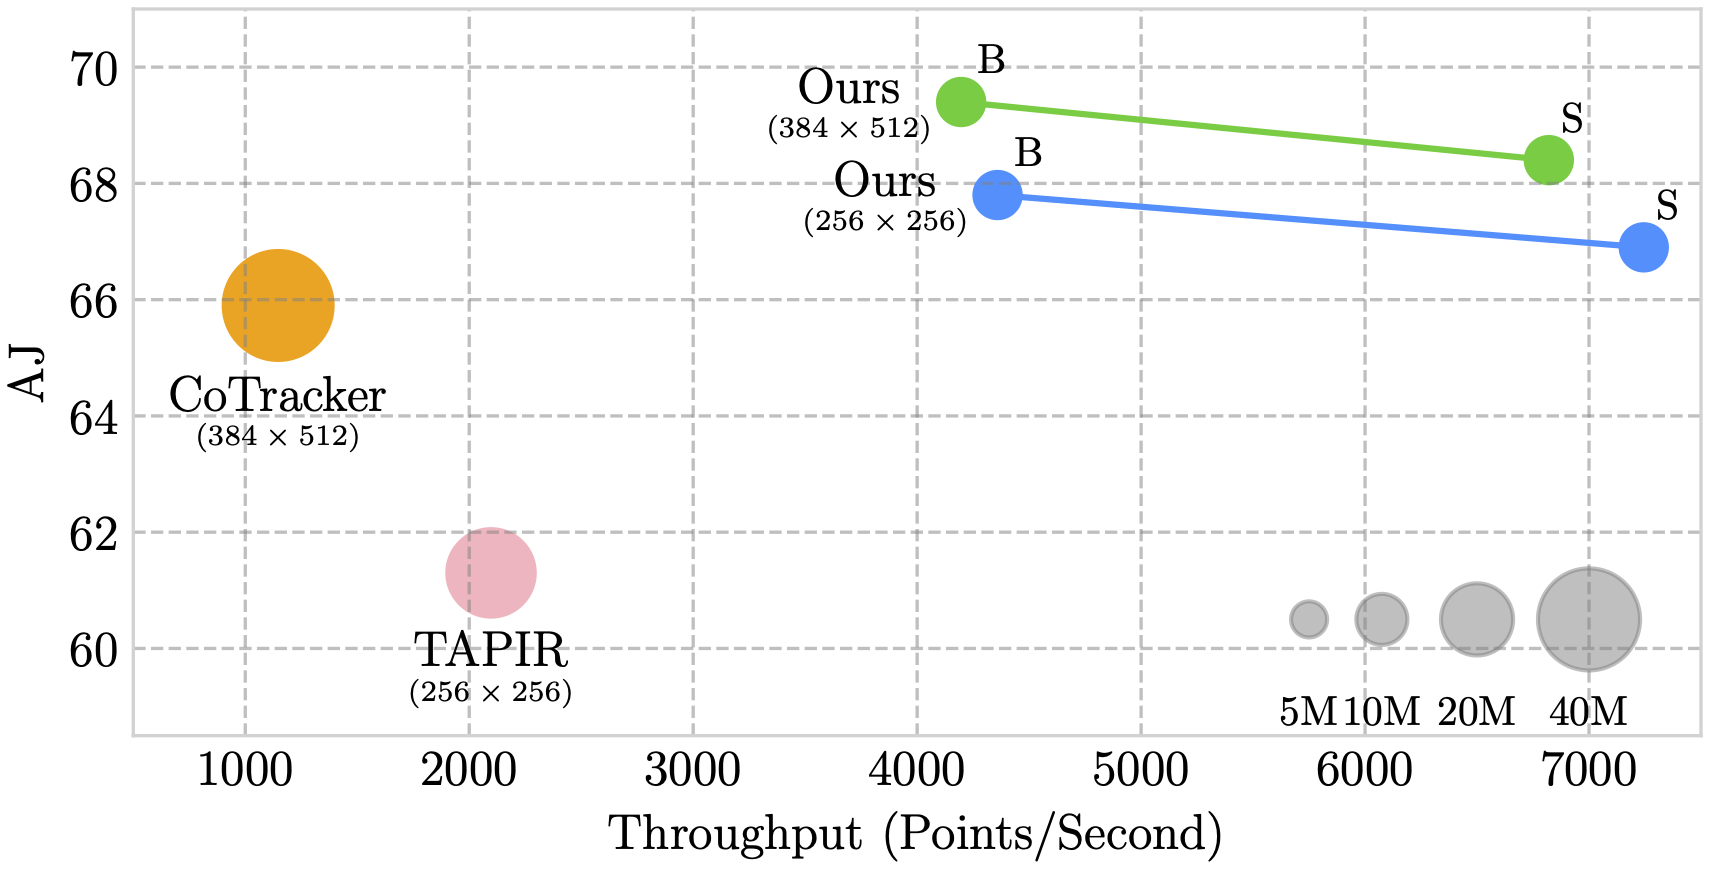 70
B
Ours
(384 × 512)
S
B
68
Ours
(256 × 256)
S
66
AJ
CoTracker
64
(384 × 512)
62
60
TAPIR
(256 × 256)
5M 10M 20M 40M
1000 2000 3000 4000 5000 6000 7000
Throughput (Points/Second)